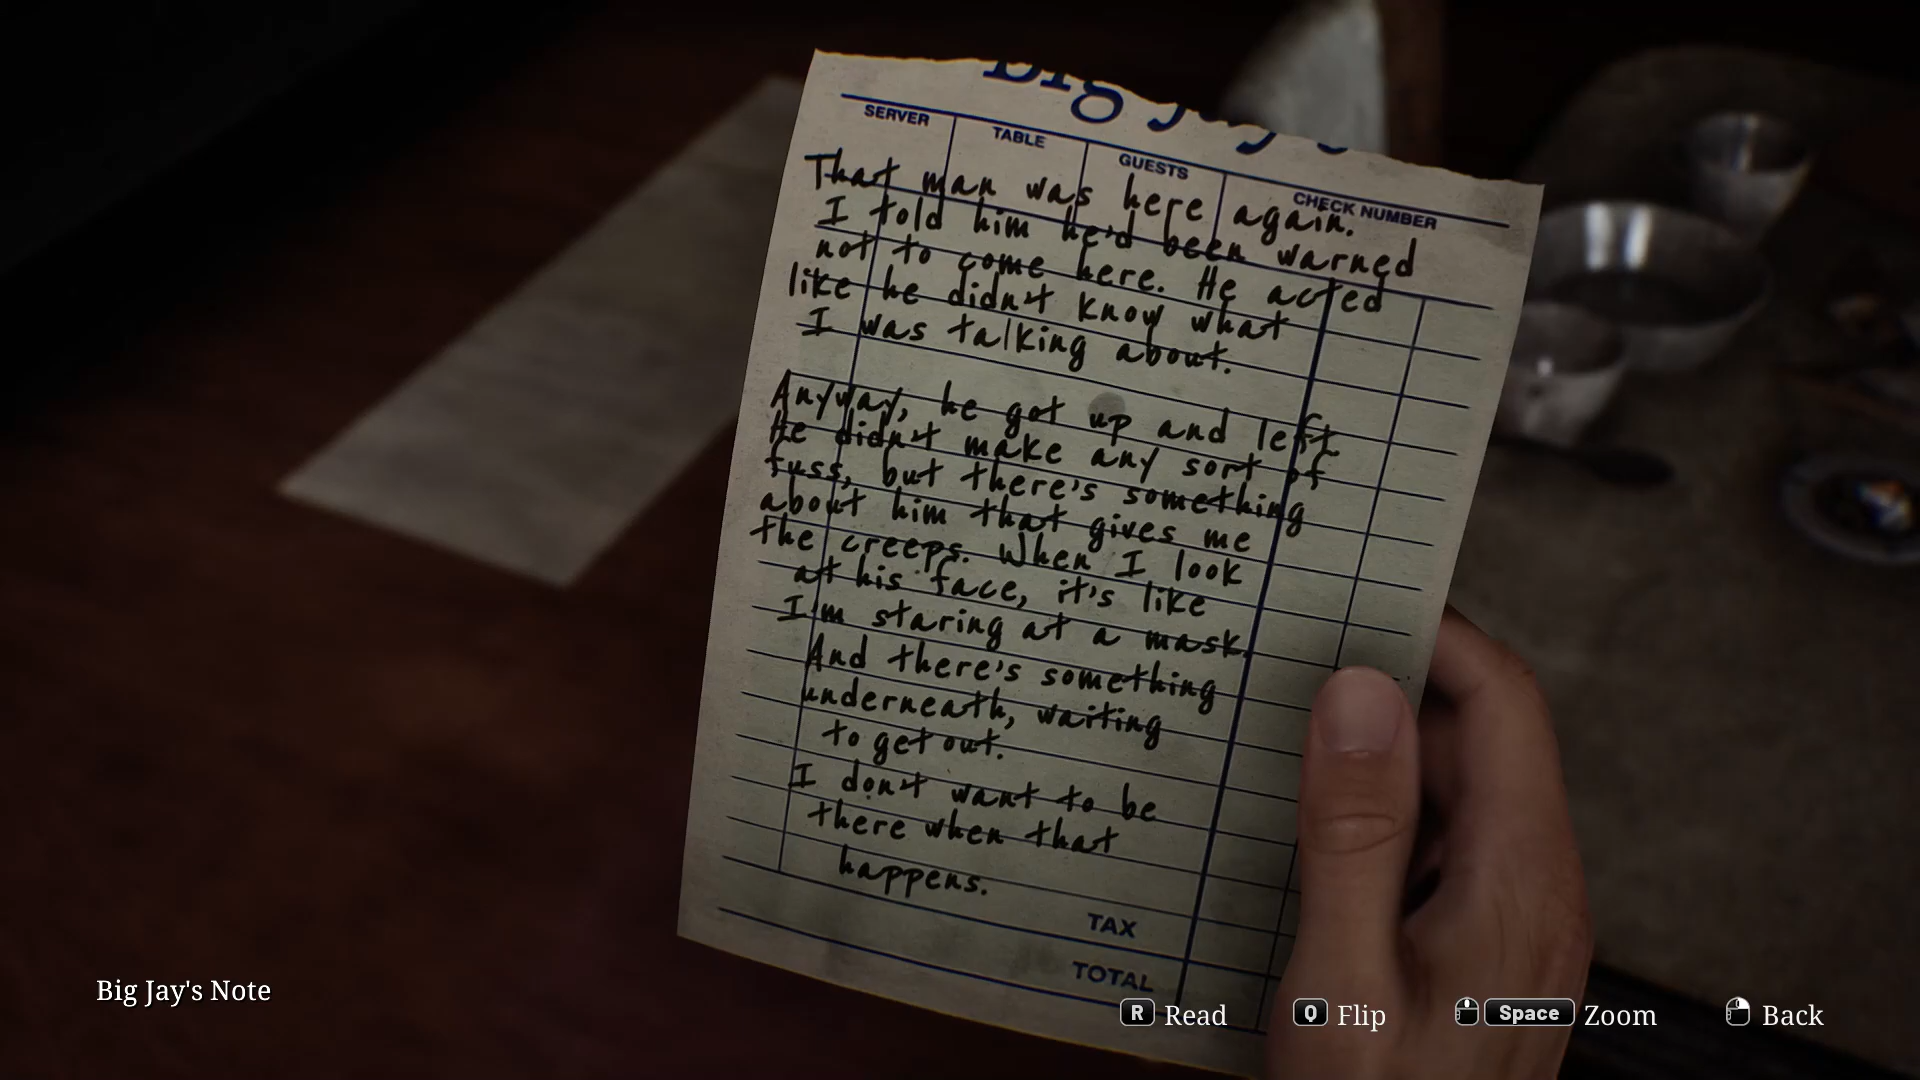 Big Jay's
SERVER TABLE GUESTS CHECK NUMBER
That man was here again.
I told him he'd been warned
not to come here. He acted
like he didn't know what
I was talking about.
Anyway, he got up and left.
He didn't make any sort of
fuss, but there's something
about him that gives me
the creeps. When I look
at his face, it's like
I'm staring at a mask.
And there's something
underneath, waiting
to get out.
I don't want to be
there when that
happens.
TAX
TOTAL
Big Jay's Note
R Read Q Flip Space Zoom Back